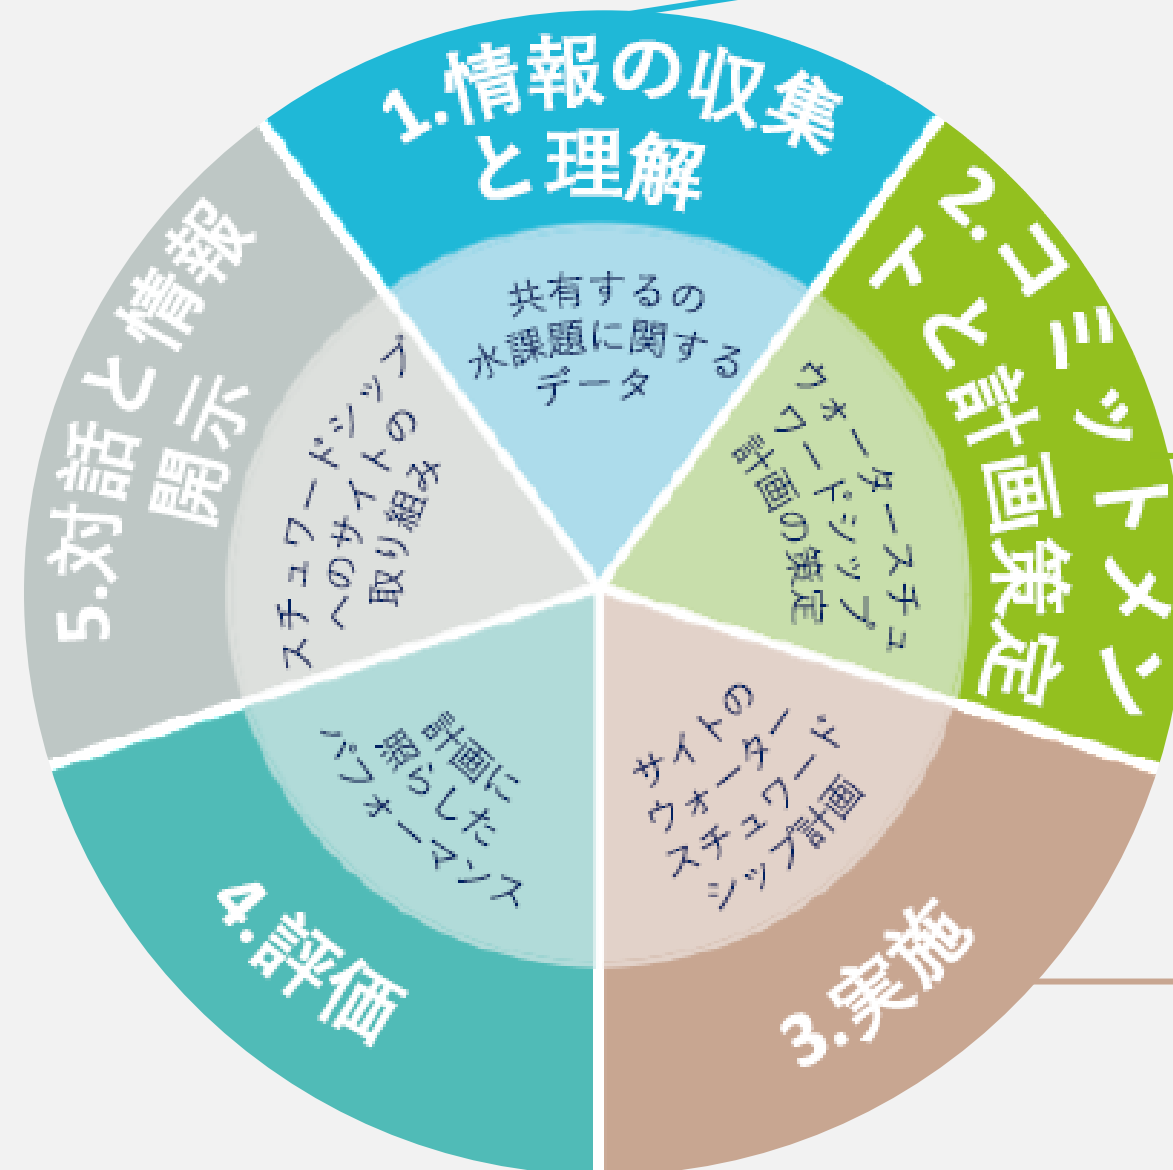 1.情報の収集
と理解
共有するの
水課題に関する
データ
2.コミットメン
トと計画策定
ウォータースチュ
ワードシップ
計画の策定
3.実施
サイトの
ウォーター
スチュワード
シップ計画
4.評価
計画に
照らした
パフォーマンス
5.対話と情報
開示
スチュワードシップ
へのサイトの
取り組み